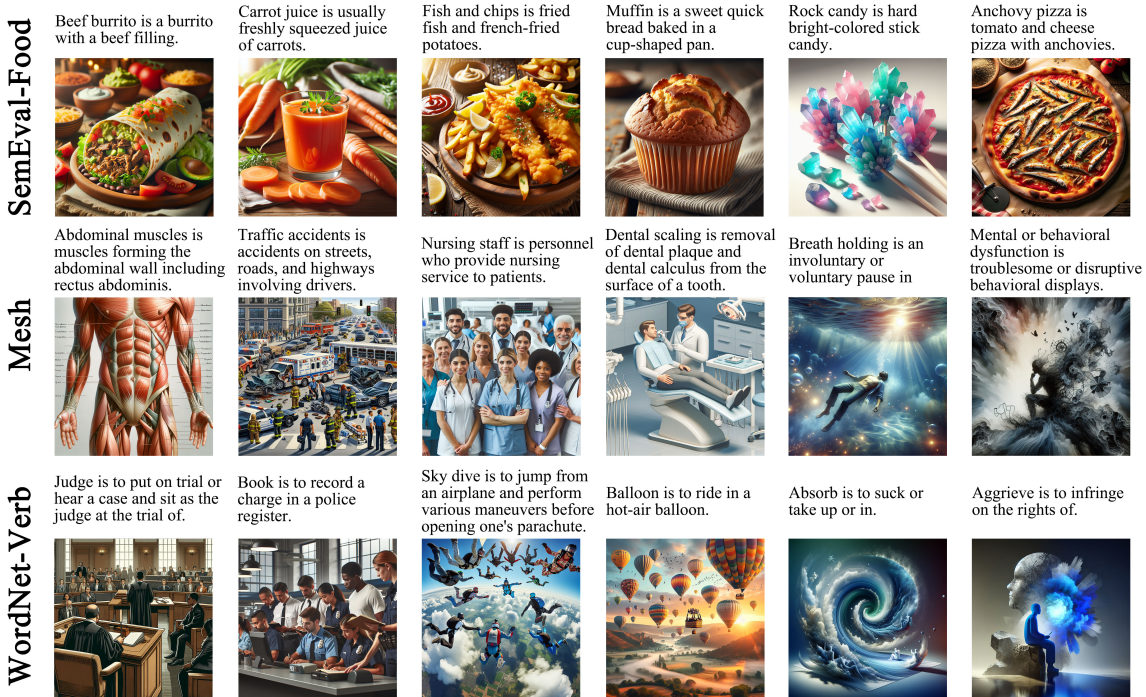 SemEval-Food
Beef burrito is a burrito
with a beef filling.
Carrot juice is usually
freshly squeezed juice
of carrots.
Fish and chips is fried
fish and french-fried
potatoes.
Muffin is a sweet quick
bread baked in a
cup-shaped pan.
Rock candy is hard
bright-colored stick
candy.
Anchovy pizza is
tomato and cheese
pizza with anchovies.
Mesh
Abdominal muscles is
muscles forming the
abdominal wall including
rectus abdominis.
Traffic accidents is
accidents on streets,
roads, and highways
involving drivers.
Nursing staff is personnel
who provide nursing
service to patients.
Dental scaling is removal
of dental plaque and
dental calculus from the
surface of a tooth.
Breath holding is an
involuntary or
voluntary pause in
Mental or behavioral
dysfunction is
troublesome or disruptive
behavioral displays.
WordNet-Verb
Judge is to put on trial or
hear a case and sit as the
judge at the trial of.
Book is to record a
charge in a police
register.
Sky dive is to jump from
an airplane and perform
various maneuvers before
opening one's parachute.
Balloon is to ride in a
hot-air balloon.
Absorb is to suck or
take up or in.
Aggrieve is to infringe
on the rights of.